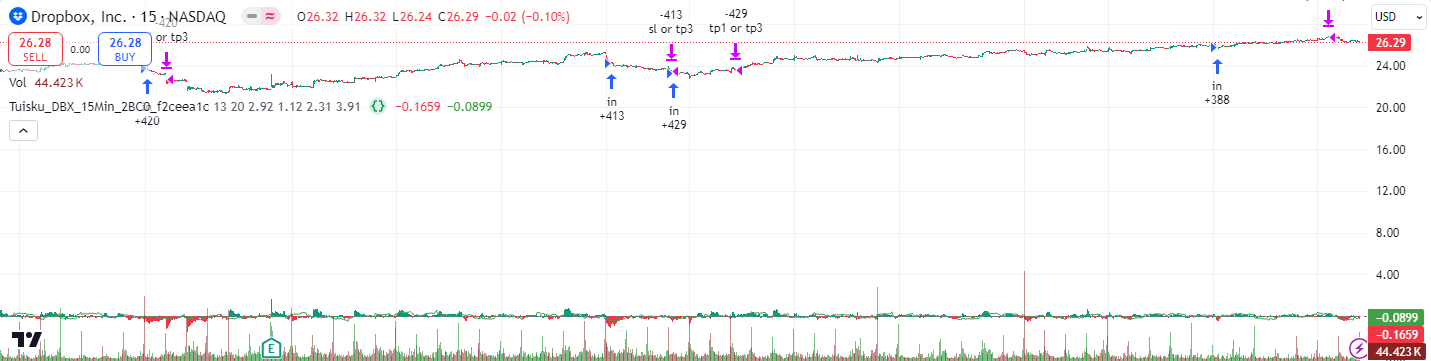 Dropbox, Inc. · 15 · NASDAQ O26.32 H26.32 L26.24 C26.29 −0.02 (−0.10%)
USD
26.28 SELL
0.00
26.28 BUY
Vol 44.423 K
Tuisku_DBX_15Min_2BC0_f2ceea1c 13 20 2.92 1.12 2.31 3.91 {} −0.1659 −0.0899
-420
or tp3
+420
in
+413
-413
sl or tp3
in
+429
-429
tp1 or tp3
in
+388
26.29
24.00
20.00
16.00
12.00
8.00
4.00
−0.0899
−0.1659
44.423 K
E